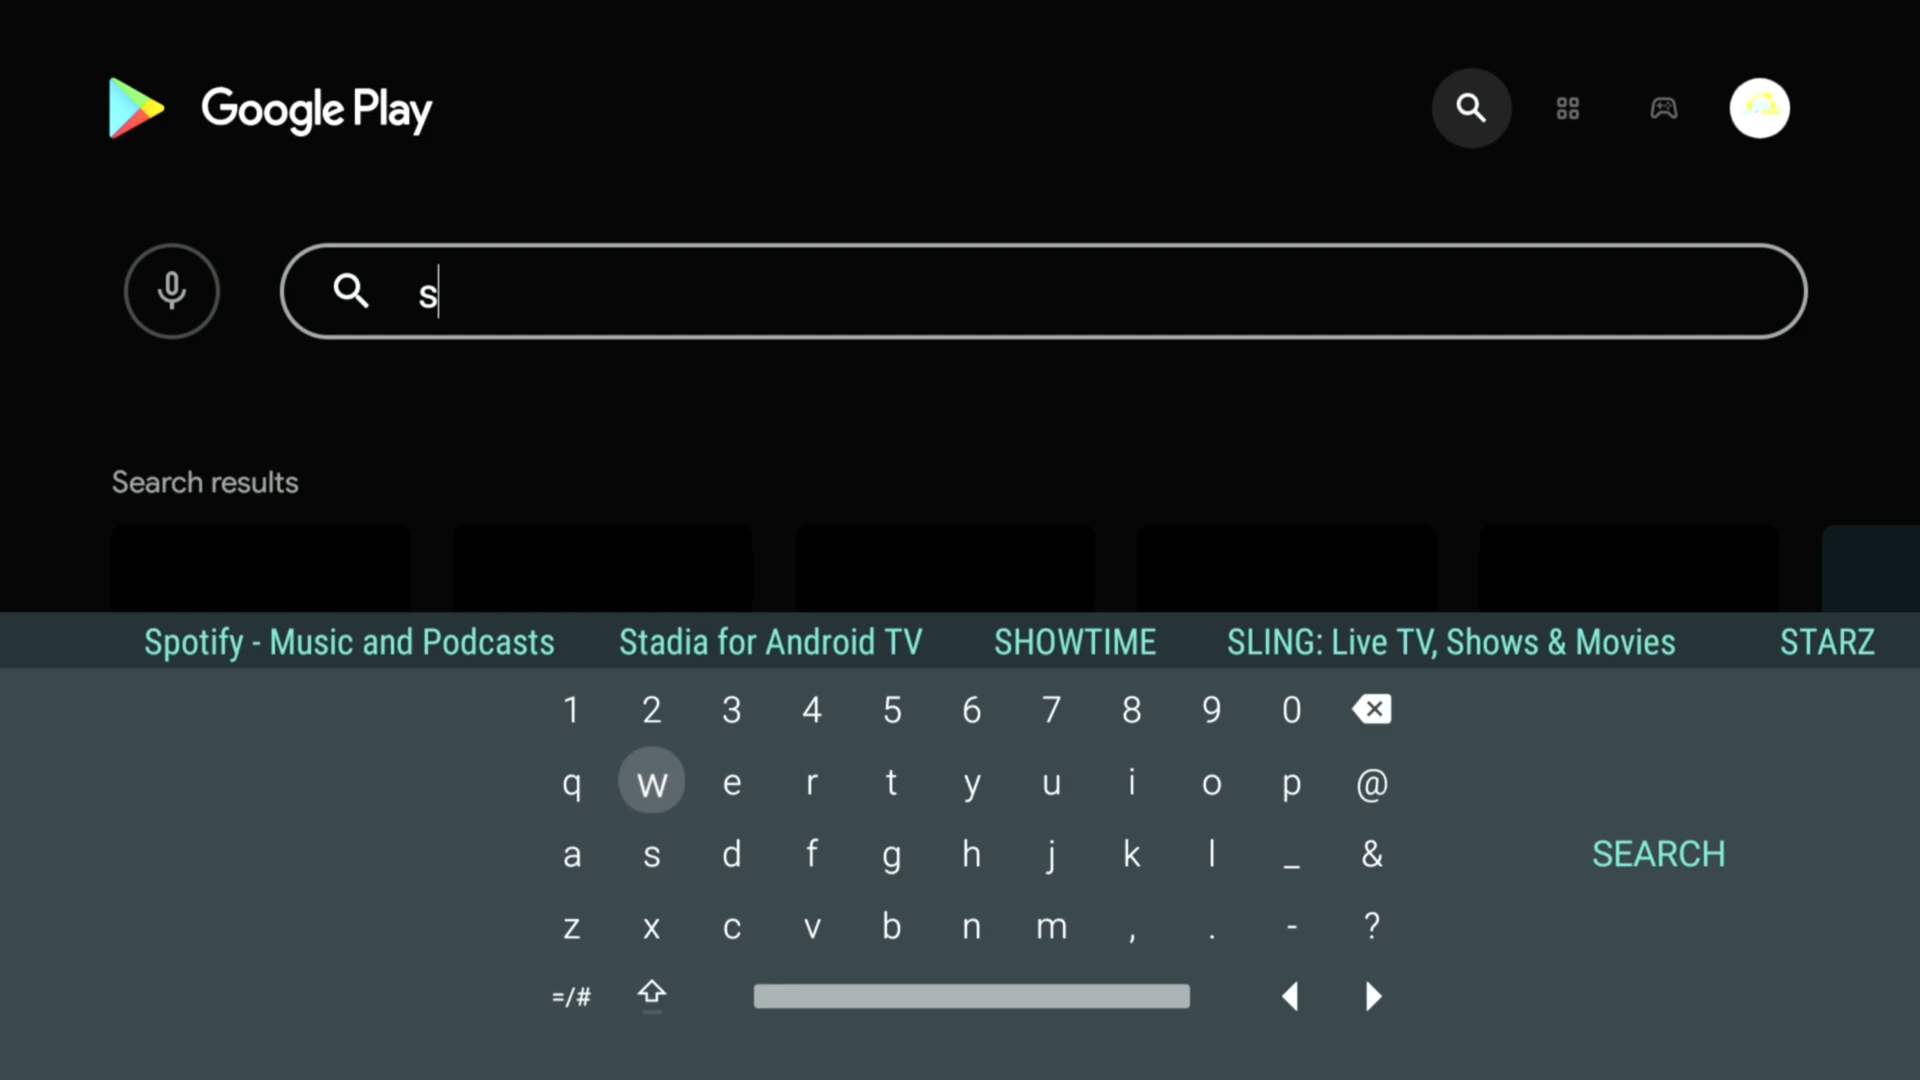 Google Play
s
Search results
Spotify - Music and Podcasts Stadia for Android TV SHOWTIME SLING: Live TV, Shows & Movies STARZ
1 2 3 4 5 6 7 8 9 0
q w e r t y u i o p @
a s d f g h j k l _ &
SEARCH
z x c v b n m , . - ?
=/#